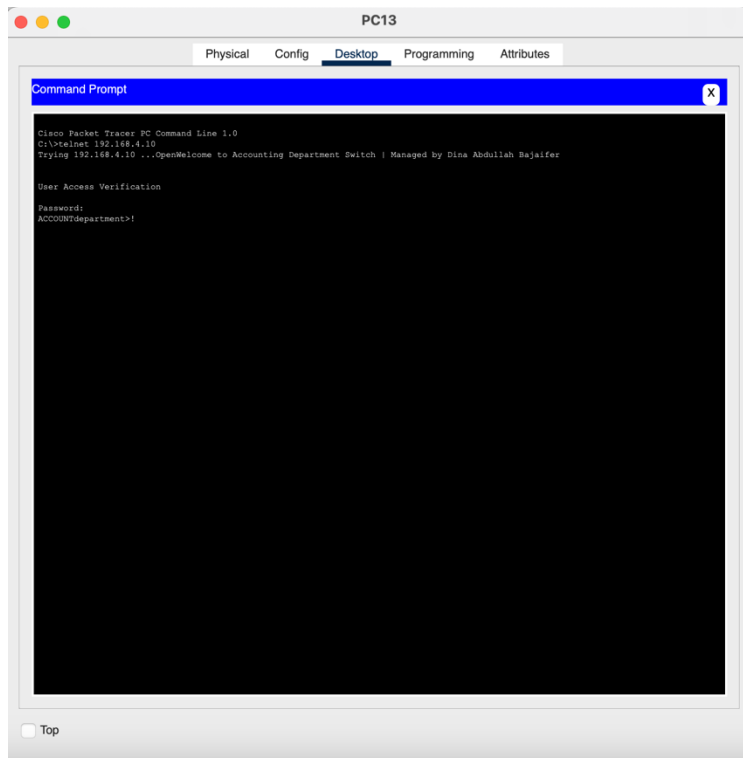 PC13
Physical Config Desktop Programming Attributes
Command Prompt
X
Cisco Packet Tracer PC Command Line 1.0
C:\>telnet 192.168.4.10
Trying 192.168.4.10 ...OpenWelcome to Accounting Department Switch | Managed by Dina Abdullah Bajaifer
User Access Verification
Password:
ACCOUNTdepartment>!
Top